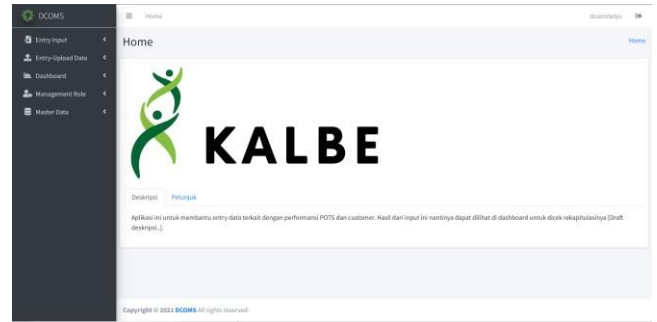 DCOMS
Home
dcomstelyu
Entry Input
Entry-Upload Data
Dashboard
Management Role
Master Data
Home
Home
KALBE
Deskripsi
Petunjuk
Aplikasi ini untuk membantu entry data terkait dengan performansi POTS dan customer. Hasil dari input ini nantinya dapat dilihat di dashboard untuk dicek rekapitulasinya [Draft
deskripsi..].
Copyright © 2021 DCOMS All rights reserved.